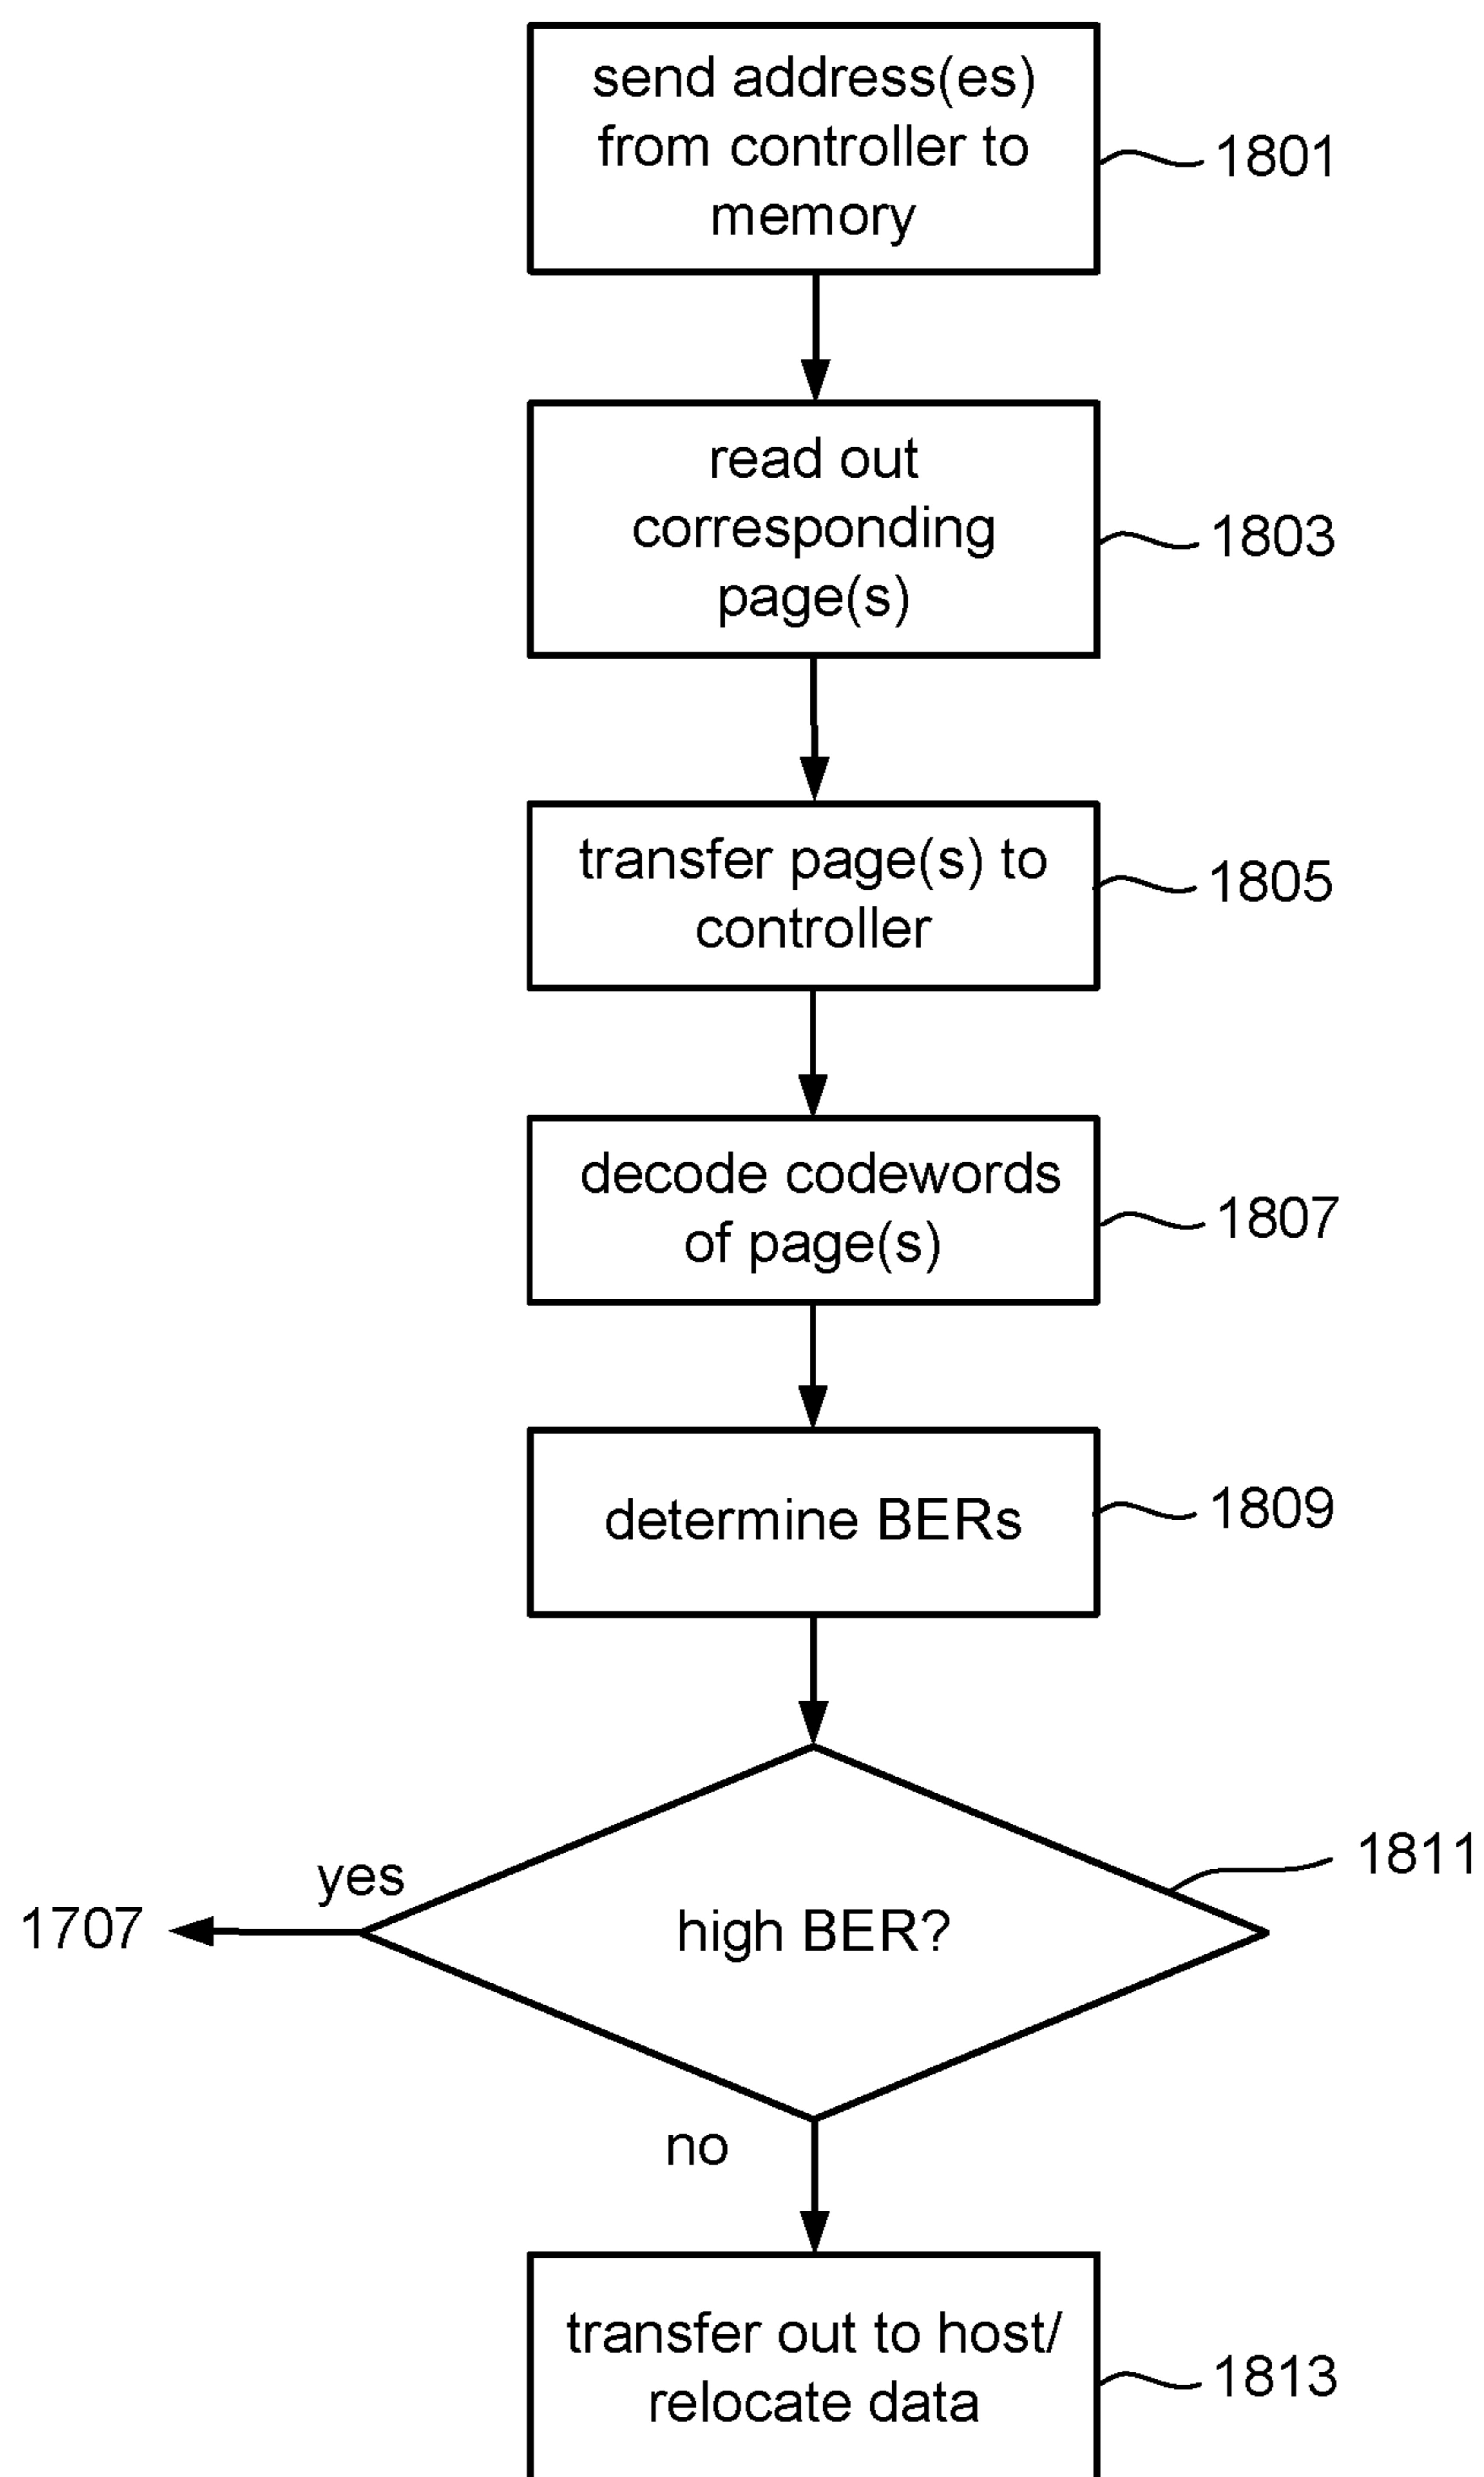 send address(es)
from controller to
memory
1801
read out
corresponding
page(s)
1803
transfer page(s) to
controller
1805
decode codewords
of page(s)
1807
determine BERs
1809
1811
yes
1707
high BER?
no
transfer out to host/
relocate data
1813